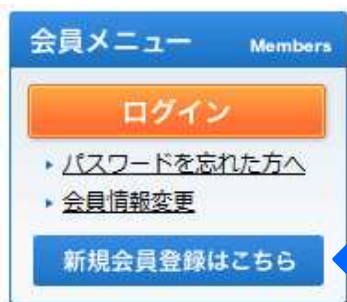 会員メニュー Members
ログイン
パスワードを忘れた方へ
会員情報変更
新規会員登録はこちら